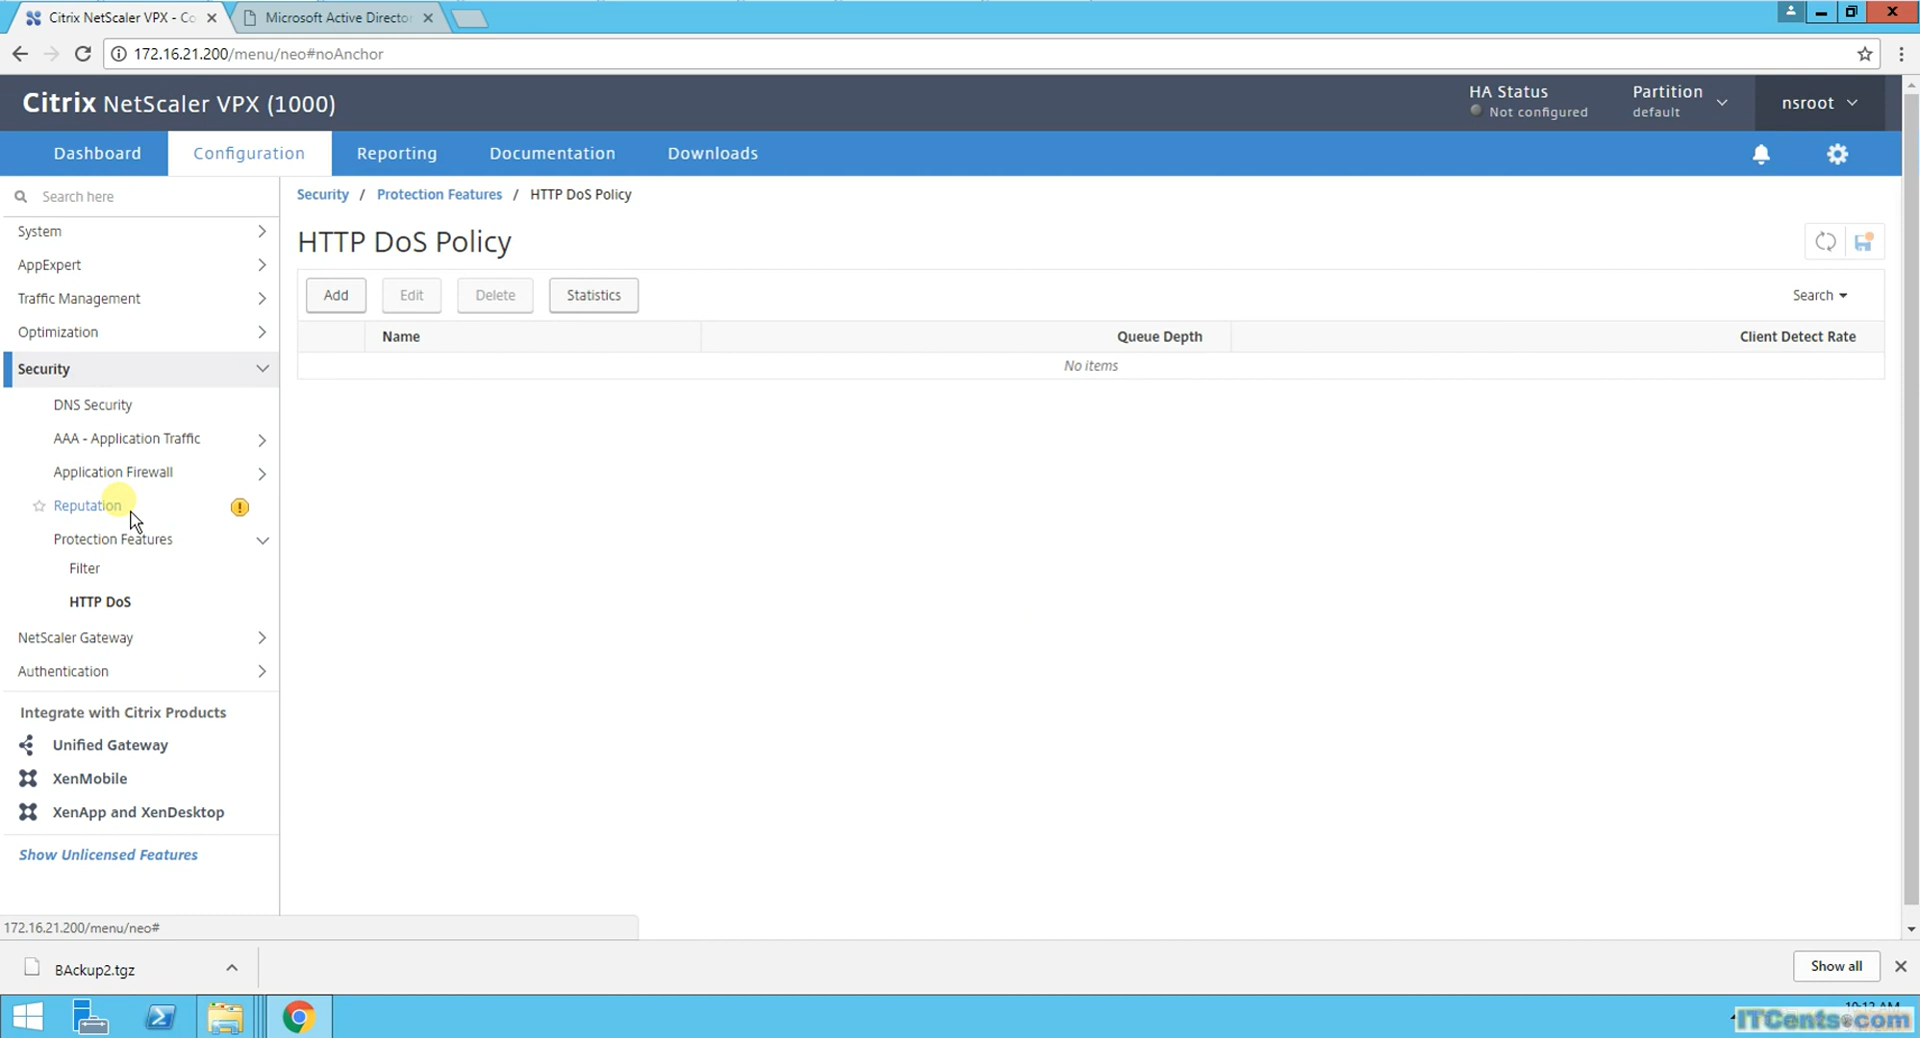 Citrix NetScaler VPX - Co
Microsoft Active Director
172.16.21.200/menu/neo#noAnchor
Citrix NetScaler VPX (1000)
HA Status
Not configured
Partition
default
nsroot
Dashboard
Configuration
Reporting
Documentation
Downloads
Search here
System
AppExpert
Traffic Management
Optimization
Security
DNS Security
AAA - Application Traffic
Application Firewall
Reputation
Protection Features
Filter
HTTP DoS
NetScaler Gateway
Authentication
Integrate with Citrix Products
Unified Gateway
XenMobile
XenApp and XenDesktop
Show Unlicensed Features
Security / Protection Features / HTTP DoS Policy
HTTP DoS Policy
Add
Edit
Delete
Statistics
Search
Name
Queue Depth
Client Detect Rate
No items
172.16.21.200/menu/neo#
BAckup2.tgz
Show all
ITCents.com